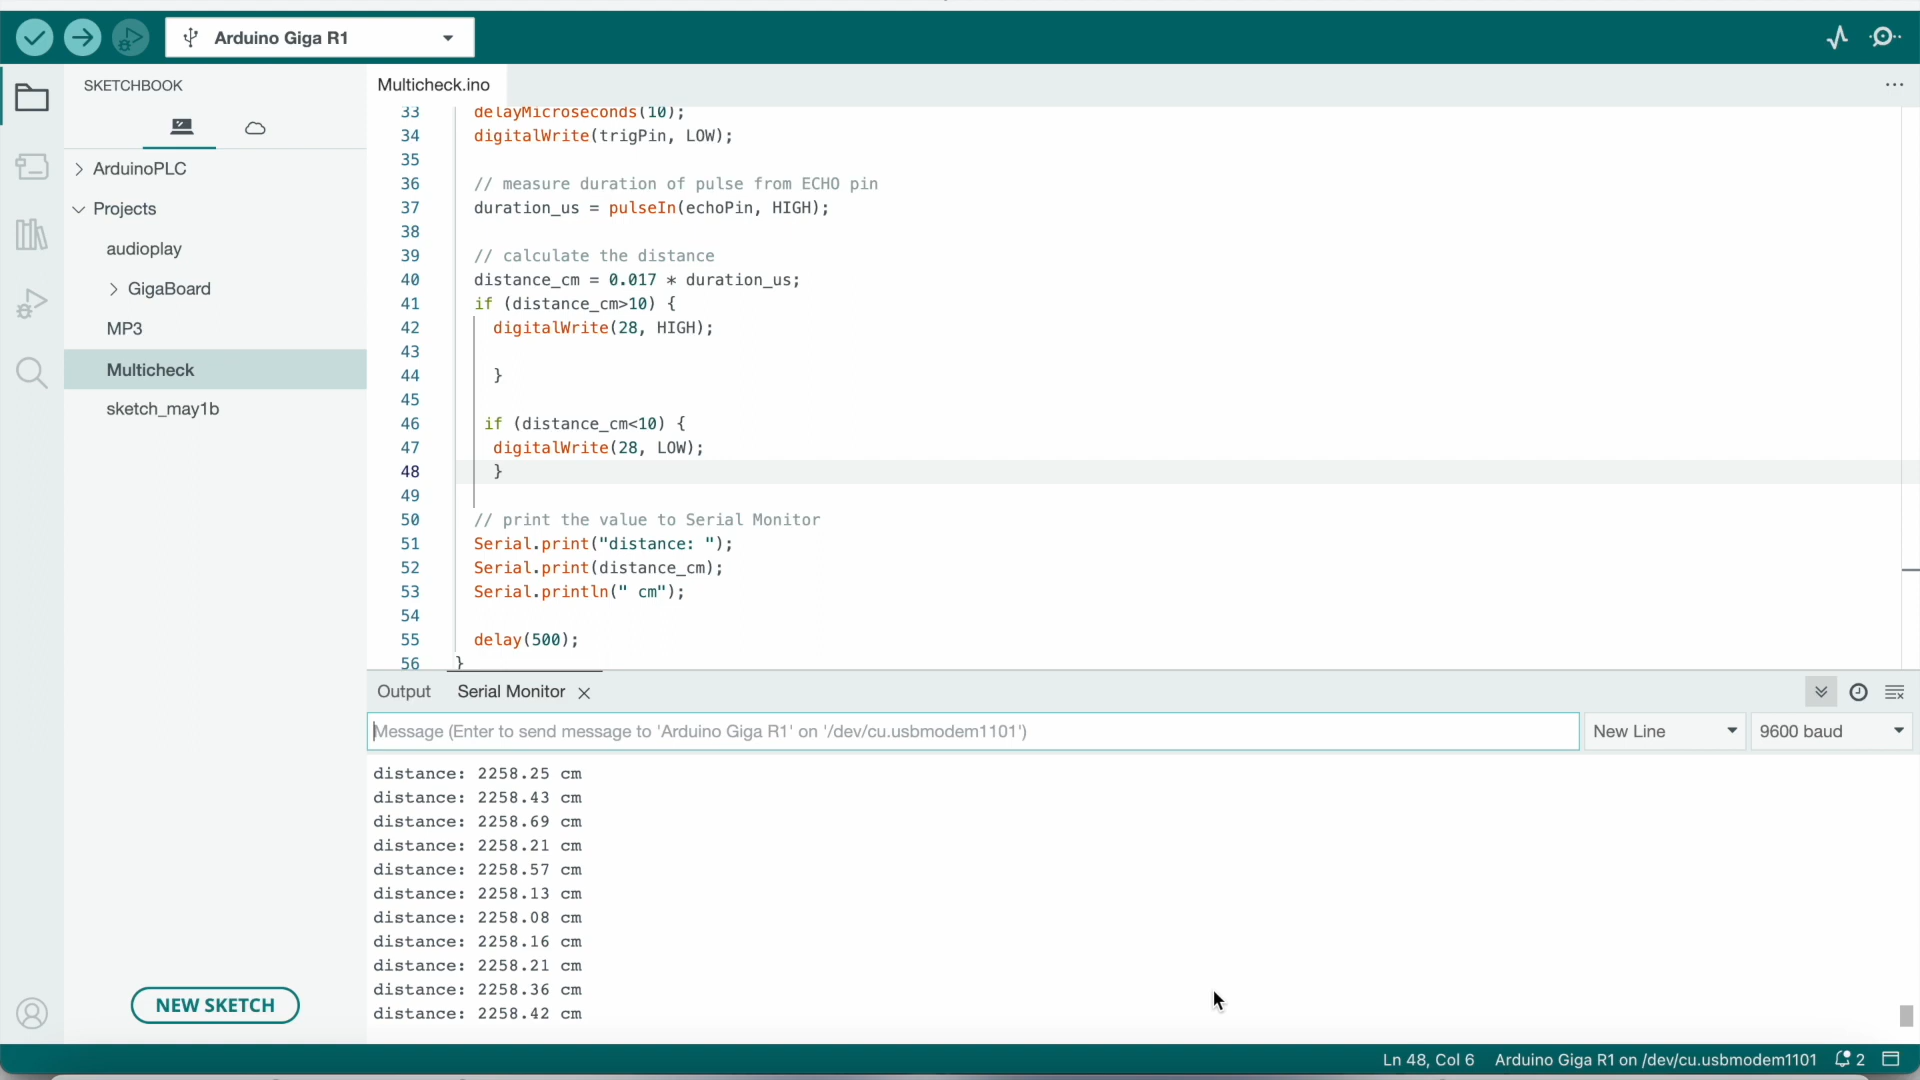 Arduino Giga R1
SKETCHBOOK
ArduinoPLC
Projects
audioplay
GigaBoard
MP3
Multicheck
sketch_may1b
NEW SKETCH
Multicheck.ino
33 delayMicroseconds(10);
34 digitalWrite(trigPin, LOW);
35
36 // measure duration of pulse from ECHO pin
37 duration_us = pulseIn(echoPin, HIGH);
38
39 // calculate the distance
40 distance_cm = 0.017 * duration_us;
41 if (distance_cm>10) {
42 digitalWrite(28, HIGH);
43
44 }
45
46 if (distance_cm<10) {
47 digitalWrite(28, LOW);
48 }
49
50 // print the value to Serial Monitor
51 Serial.print("distance: ");
52 Serial.print(distance_cm);
53 Serial.println(" cm");
54
55 delay(500);
56 }
Output Serial Monitor
Message (Enter to send message to 'Arduino Giga R1' on '/dev/cu.usbmodem1101') New Line 9600 baud
distance: 2258.25 cm
distance: 2258.43 cm
distance: 2258.69 cm
distance: 2258.21 cm
distance: 2258.57 cm
distance: 2258.13 cm
distance: 2258.08 cm
distance: 2258.16 cm
distance: 2258.21 cm
distance: 2258.36 cm
distance: 2258.42 cm
Ln 48, Col 6 Arduino Giga R1 on /dev/cu.usbmodem1101 2